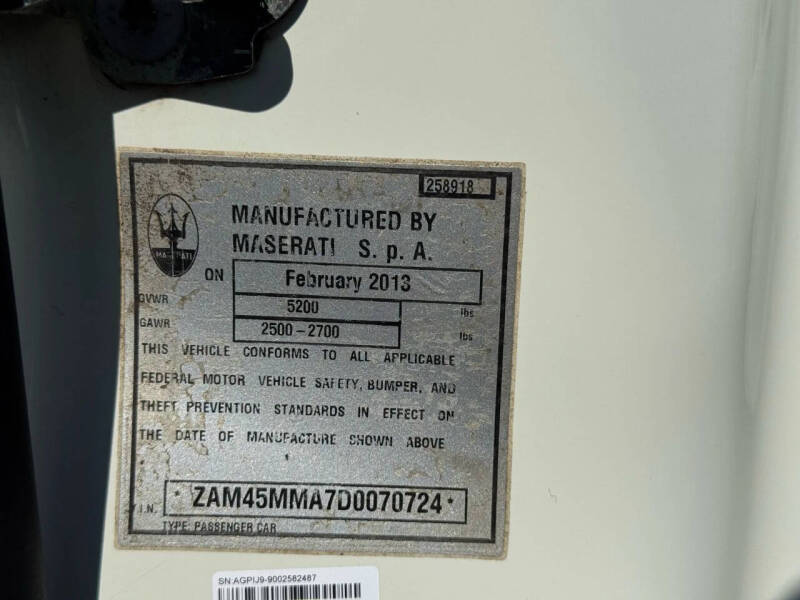 258918
MANUFACTURED BY
MASERATI S. p A.
MASERATI
ON February 2013
GVWR 5200 lbs
GAWR 2500-2700 lbs
THIS VEHICLE CONFORMS TO ALL APPLICABLE
FEDERAL MOTOR VEHICLE SAFETY, BUMPER, AND
THEFT PREVENTION STANDARDS IN EFFECT ON
THE DATE OF MANUFACTURE SHOWN ABOVE
V.I.N. * ZAM45MMA7D0070724 *
TYPE: PASSENGER CAR
SN:AGPIJ9-9002582487